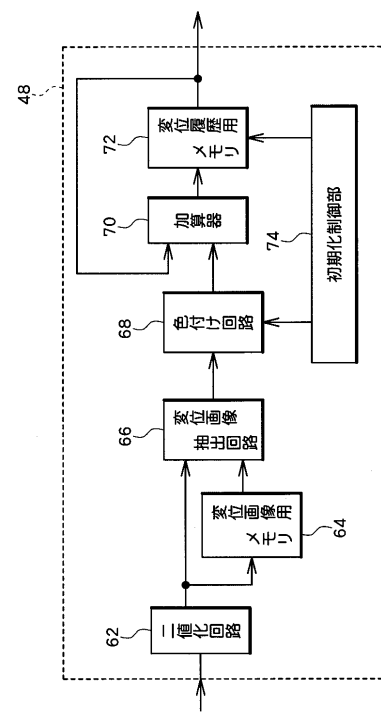 48
62
二値化回路
64
変位画像用
メモリ
66
変位画像
抽出回路
68
色付け回路
70
加算器
72
変位履歴用
メモリ
74
初期化制御部